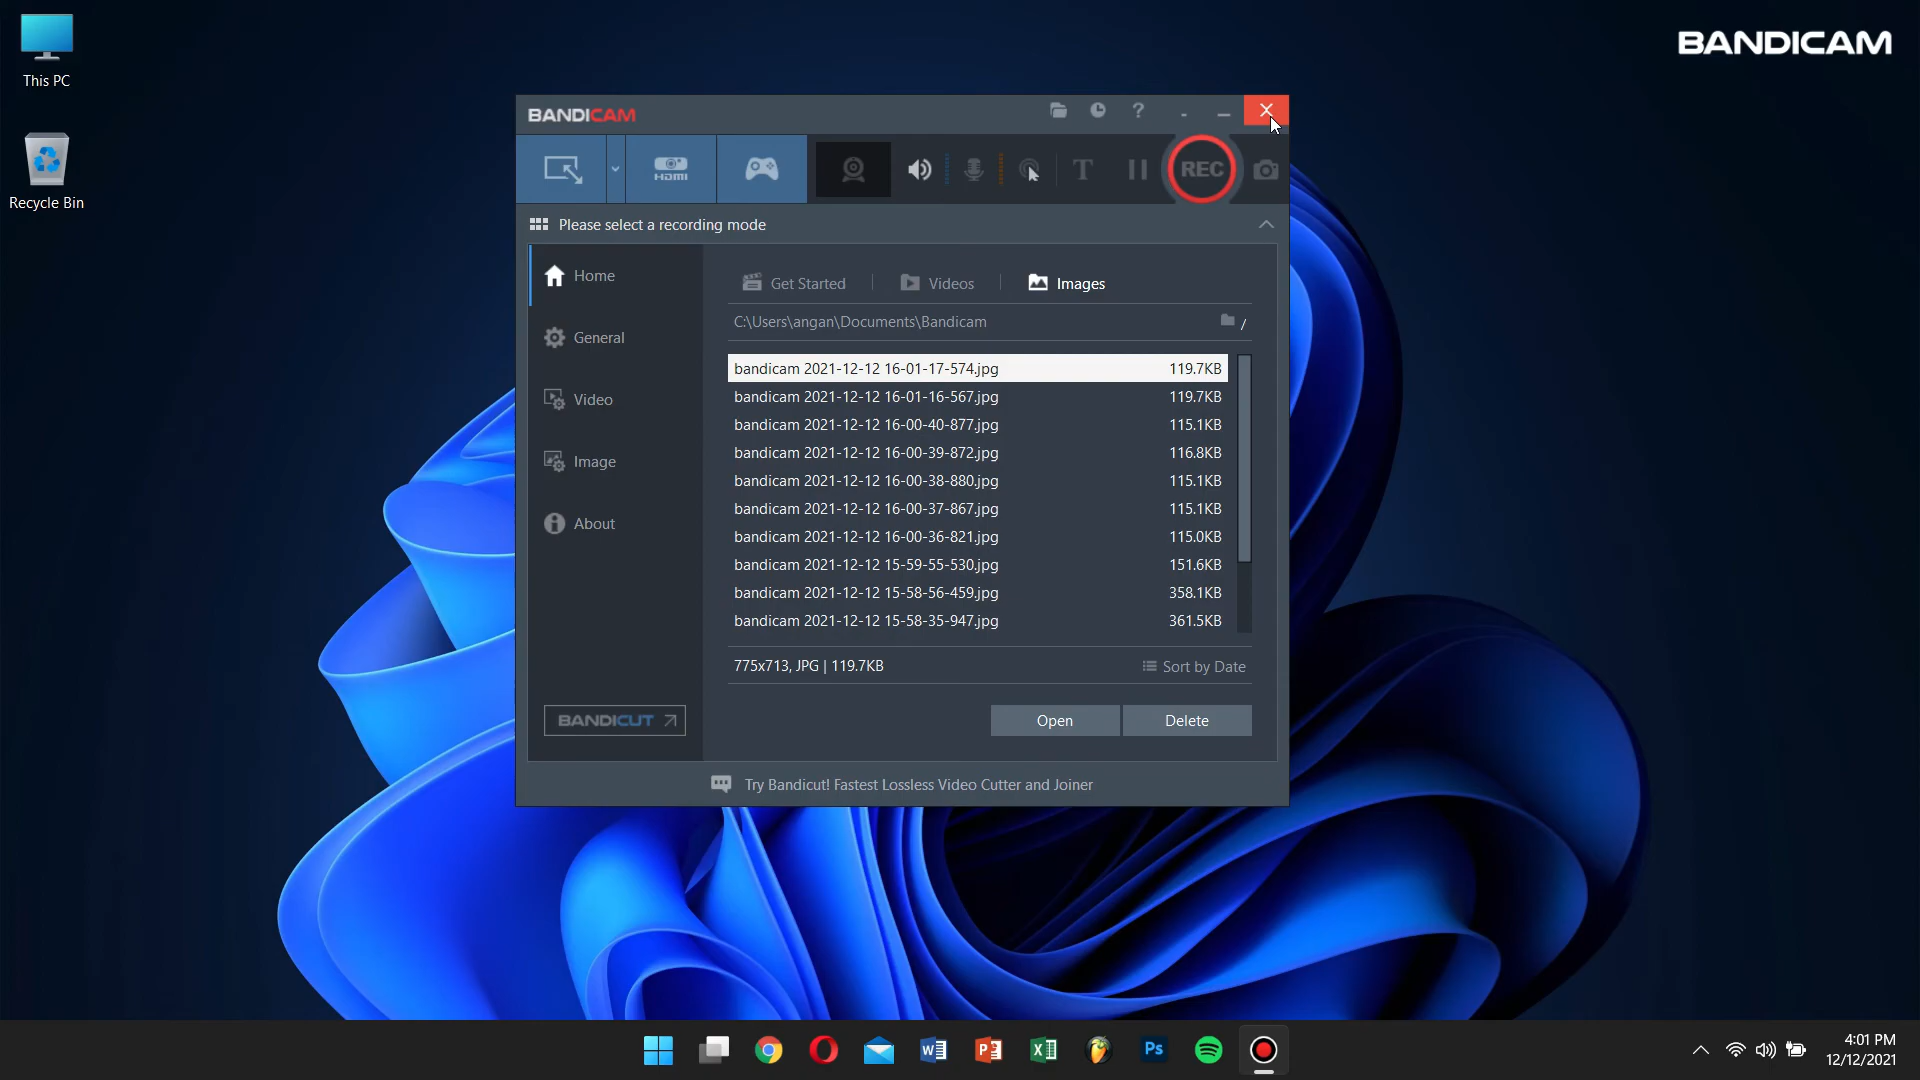 This PC
Recycle Bin
BANDICAM
BANDICAM
HDMI
T
REC
Please select a recording mode
Home
General
Video
Image
About
BANDICUT
Get Started
Videos
Images
C:\Users\angan\Documents\Bandicam
/
bandicam 2021-12-12 16-01-17-574.jpg 119.7KB
bandicam 2021-12-12 16-01-16-567.jpg 119.7KB
bandicam 2021-12-12 16-00-40-877.jpg 115.1KB
bandicam 2021-12-12 16-00-39-872.jpg 116.8KB
bandicam 2021-12-12 16-00-38-880.jpg 115.1KB
bandicam 2021-12-12 16-00-37-867.jpg 115.1KB
bandicam 2021-12-12 16-00-36-821.jpg 115.0KB
bandicam 2021-12-12 15-59-55-530.jpg 151.6KB
bandicam 2021-12-12 15-58-56-459.jpg 358.1KB
bandicam 2021-12-12 15-58-35-947.jpg 361.5KB
775x713, JPG | 119.7KB
Sort by Date
Open
Delete
Try Bandicut! Fastest Lossless Video Cutter and Joiner
Ps
4:01 PM
12/12/2021